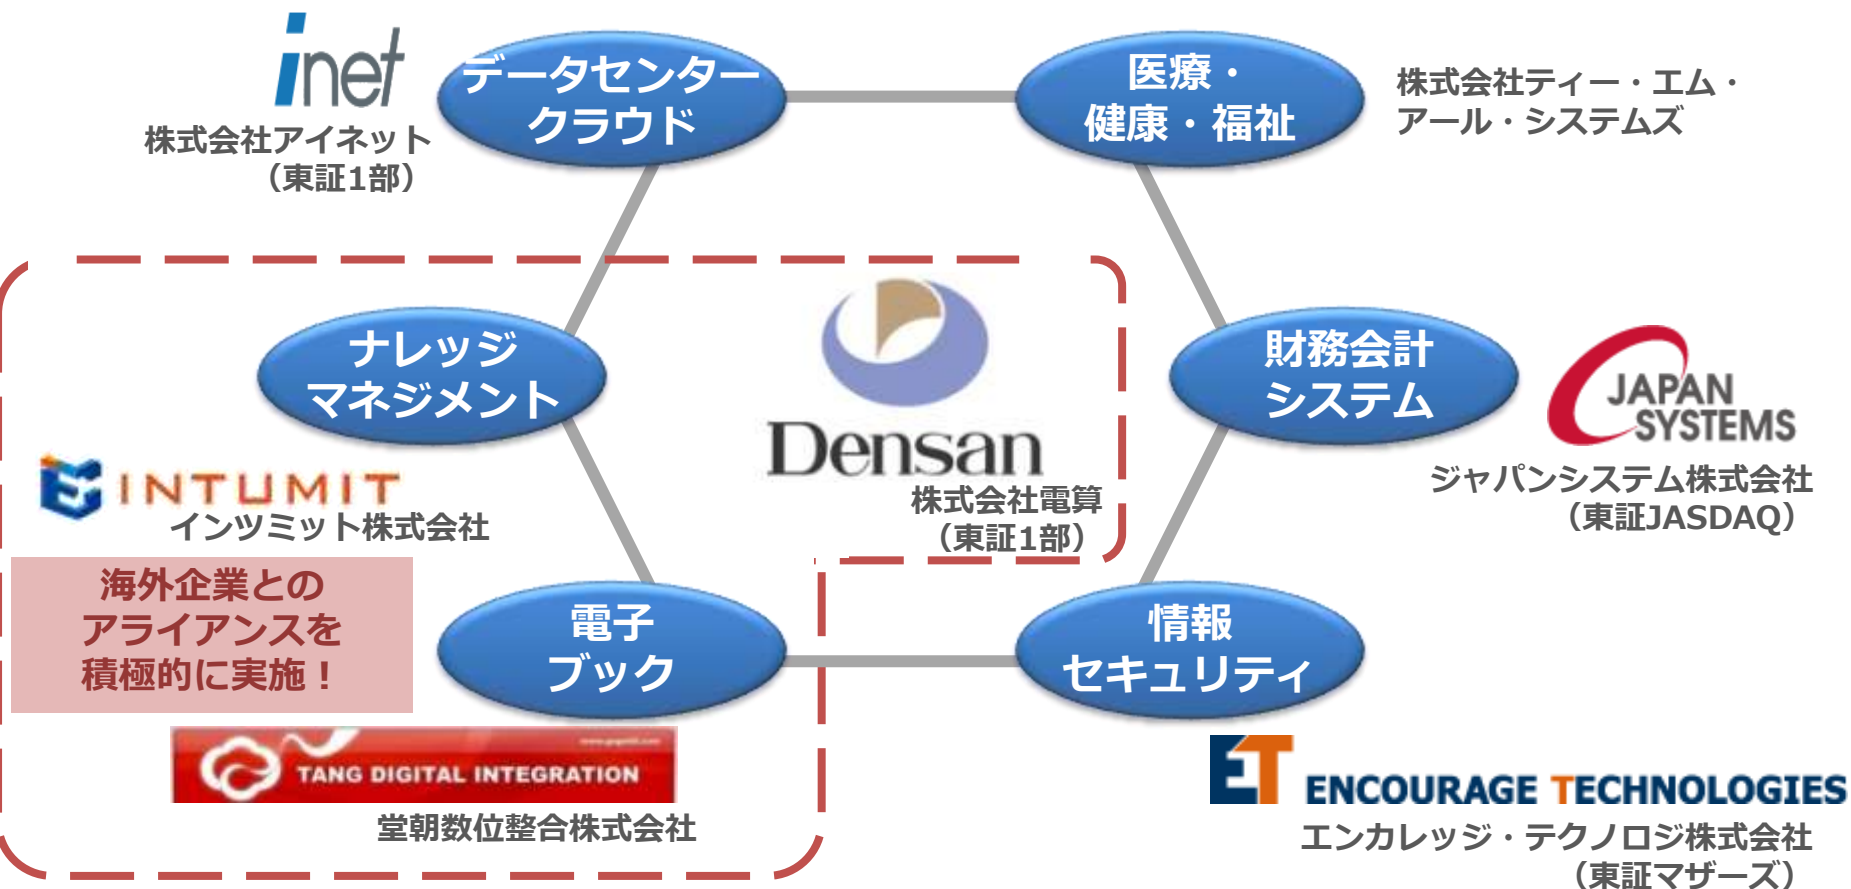 inet
株式会社アイネット
（東証1部）
データセンター
クラウド
医療・
健康・福祉
株式会社ティー・エム・
アール・システムズ
ナレッジ
マネジメント
INTUMIT
インツミット株式会社
Densan
株式会社電算
（東証1部）
財務会計
システム
JAPAN
SYSTEMS
ジャパンシステム株式会社
（東証JASDAQ）
海外企業との
アライアンスを
積極的に実施！
電子
ブック
TANG DIGITAL INTEGRATION
堂朝数位整合株式会社
情報
セキュリティ
ET ENCOURAGE TECHNOLOGIES
エンカレッジ・テクノロジ株式会社
（東証マザーズ）